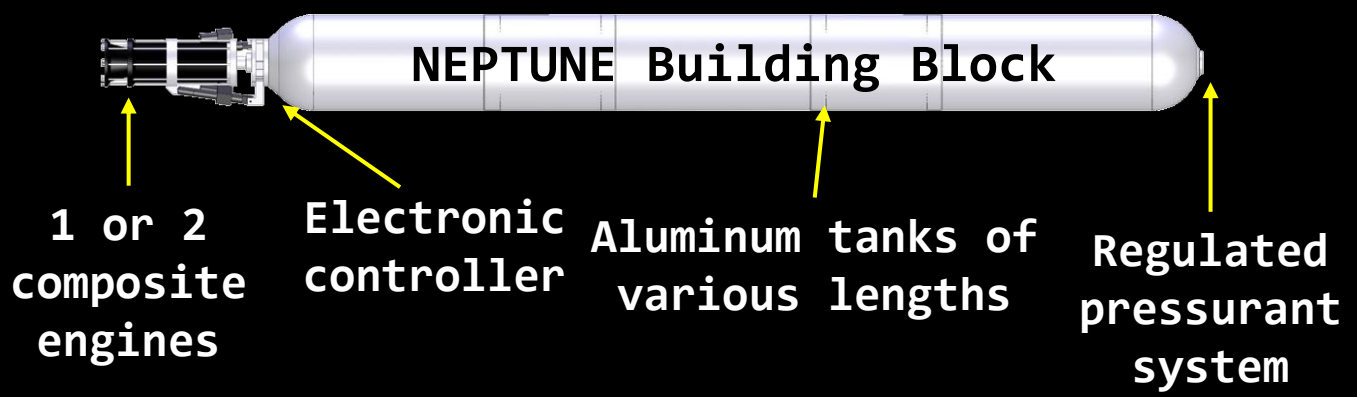 NEPTUNE Building Block
1 or 2
composite
engines
Electronic
controller
Aluminum tanks of
various lengths
Regulated
pressurant
system